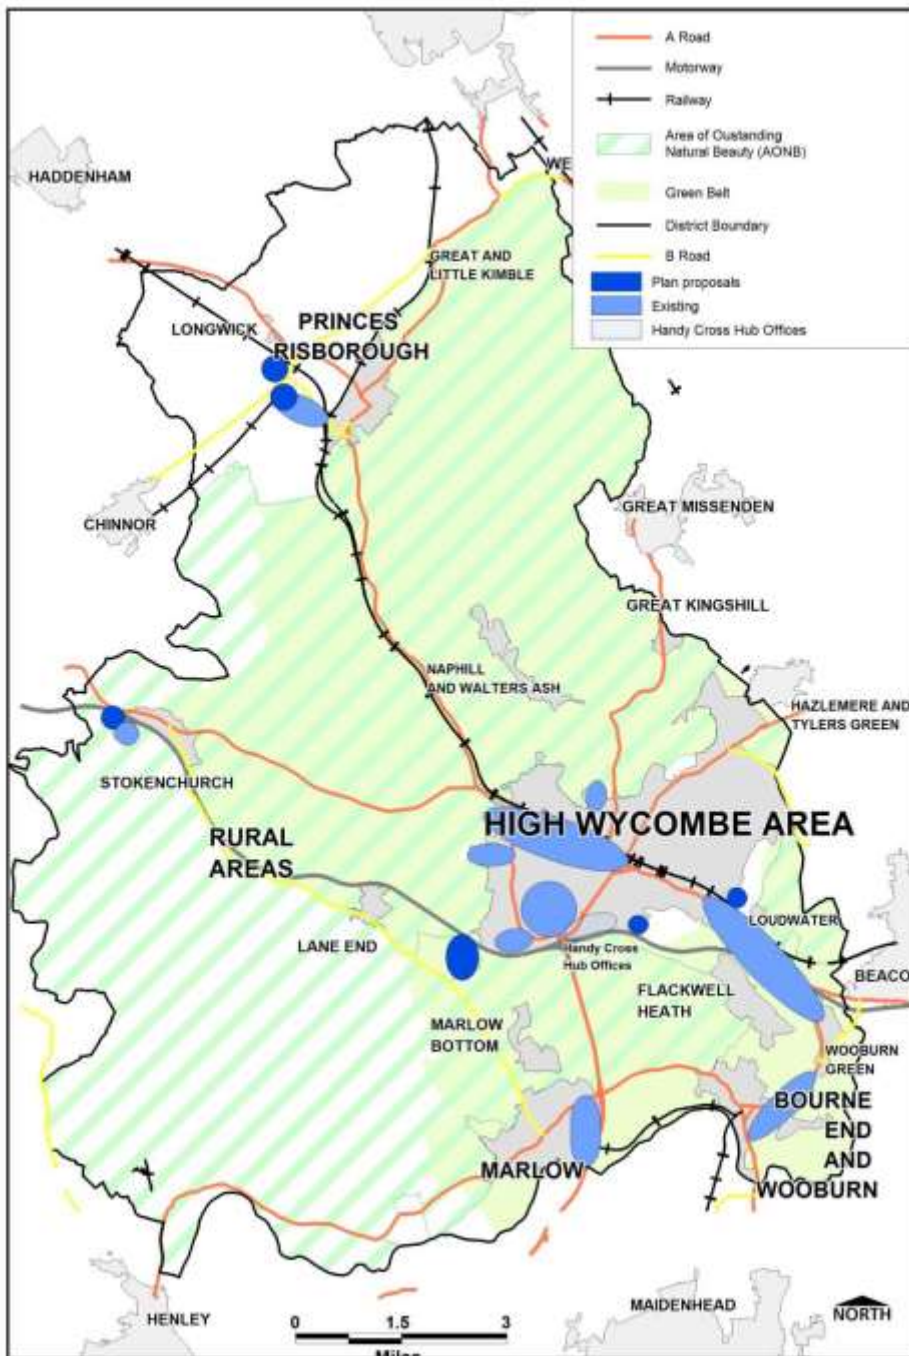 A Road
Motorway
Railway
Area of Oustanding
Natural Beauty (AONB)
Green Belt
District Boundary
B Road
Plan proposals
Existing
Handy Cross Hub Offices
HADDENHAM
WE
GREAT AND
LITTLE KIMBLE
LONGWICK
PRINCES
RISBOROUGH
CHINNOR
GREAT MISSENDEN
GREAT KINGSHILL
NAPHILL
AND WALTERS ASH
HAZLEMERE AND
TYLERS GREEN
STOKENCHURCH
HIGH WYCOMBE AREA
RURAL
AREAS
LOUDWATER
LANE END
Handy Cross
Hub Offices
BEACO
FLACKWELL
HEATH
MARLOW
BOTTOM
WOOBURN
GREEN
BOURNE
END
AND
WOOBURN
MARLOW
HENLEY
MAIDENHEAD
NORTH
0 1.5 3
Miles